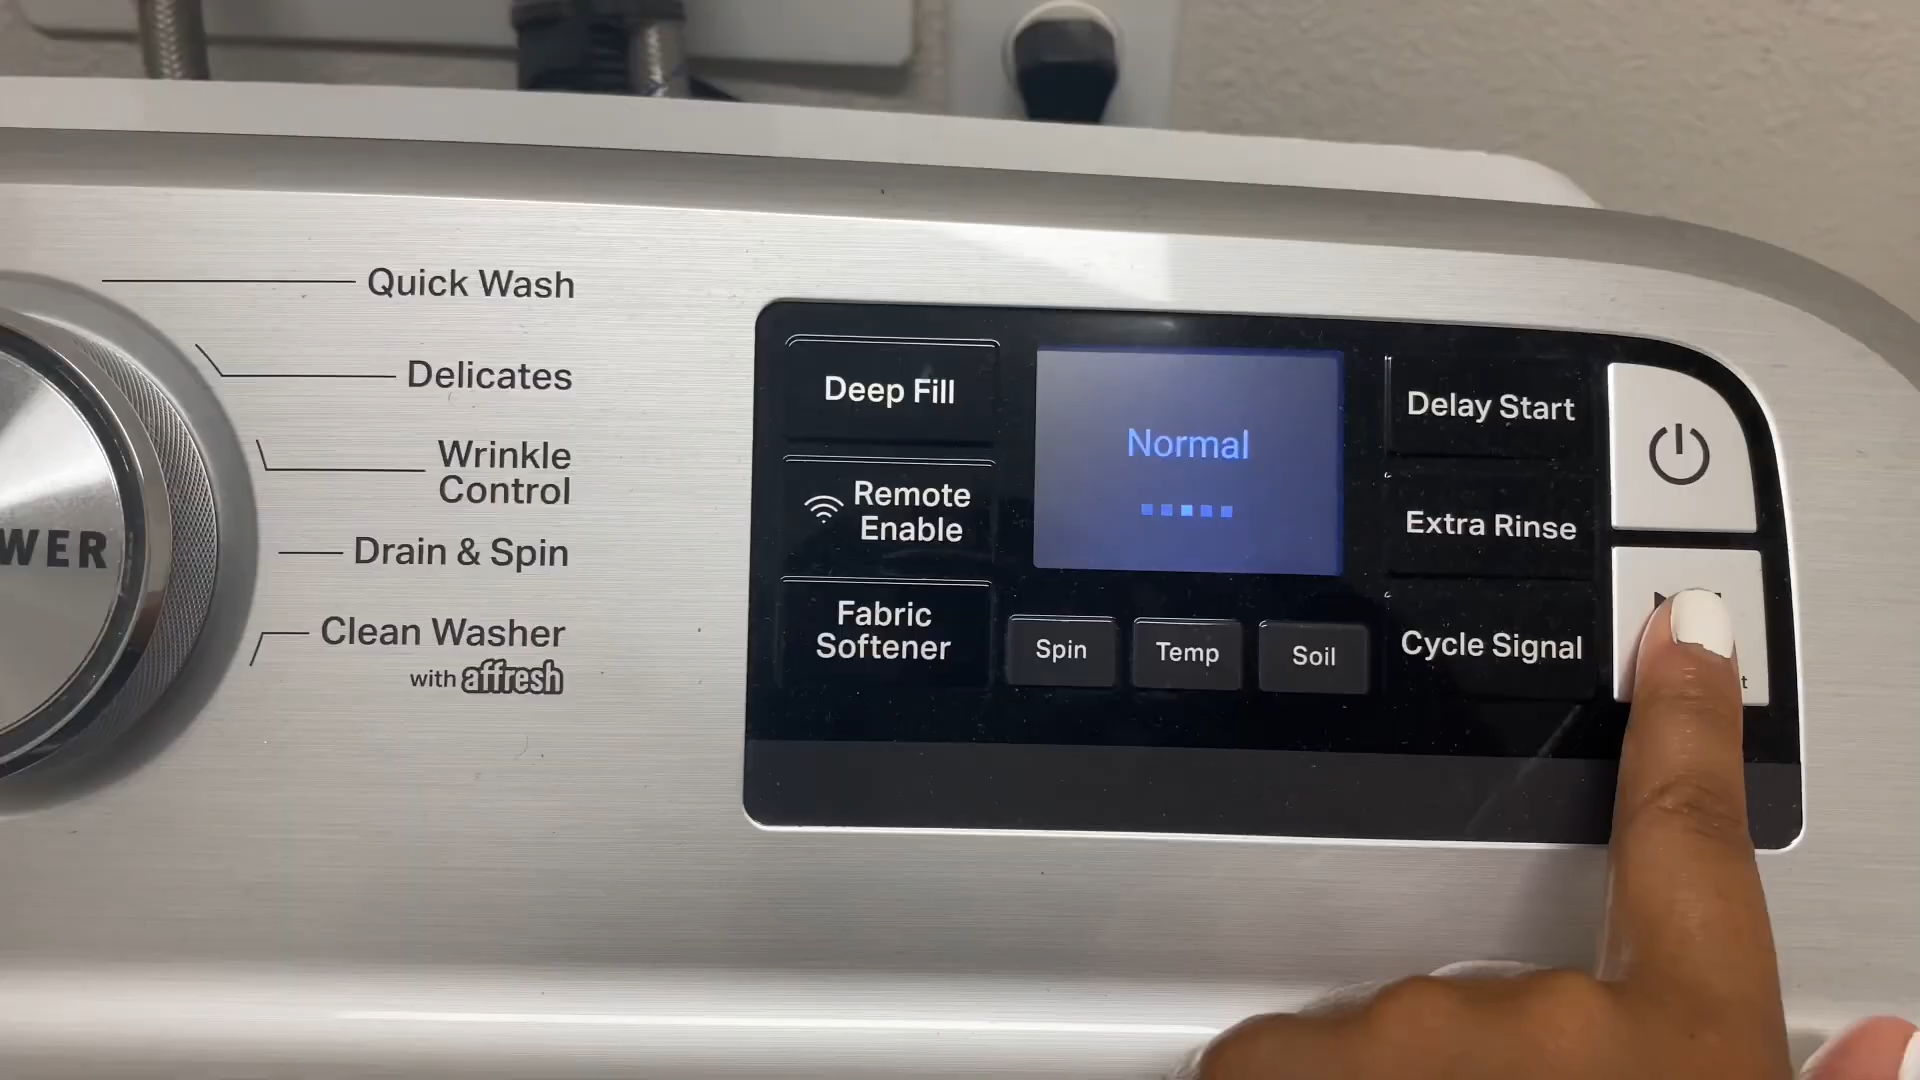 Quick Wash
Delicates
Wrinkle
Control
Drain & Spin
Clean Washer
with affresh
Deep Fill
Remote
Enable
Fabric
Softener
Normal
Spin
Temp
Soil
Delay Start
Extra Rinse
Cycle Signal